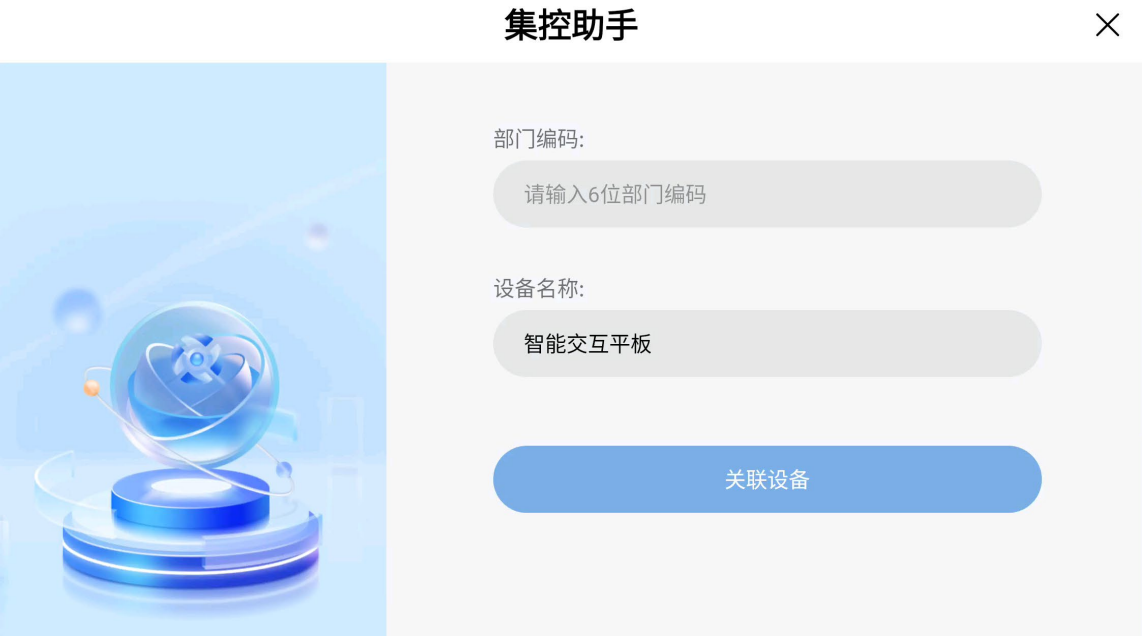 集控助手
部门编码:
请输入6位部门编码
设备名称:
智能交互平板
关联设备